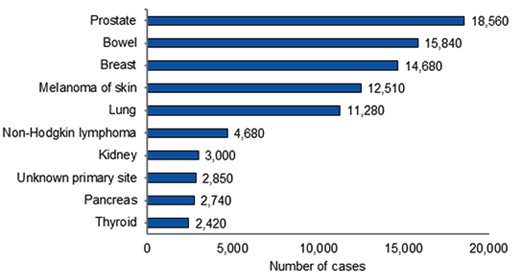 Prostate 18,560
Bowel 15,840
Breast 14,680
Melanoma of skin 12,510
Lung 11,280
Non-Hodgkin lymphoma 4,680
Kidney 3,000
Unknown primary site 2,850
Pancreas 2,740
Thyroid 2,420
0 5,000 10,000 15,000 20,000
Number of cases